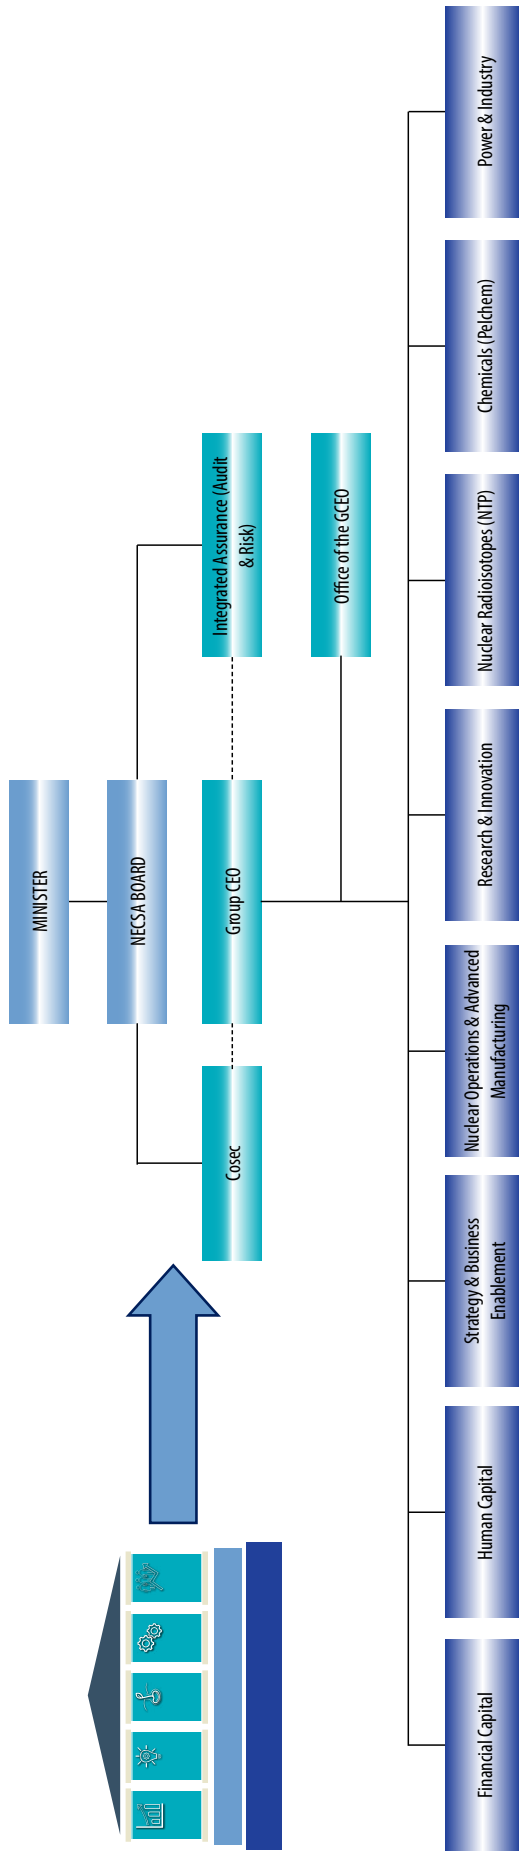 MINISTER
NECSA BOARD
Cosec
Group CEO
Integrated Assurance (Audit
& Risk)
Office of the GCEO
Financial Capital
Human Capital
Strategy & Business
Enablement
Nuclear Operations & Advanced
Manufacturing
Research & Innovation
Nuclear Radioisotopes (NTP)
Chemicals (Pelchem)
Power & Industry